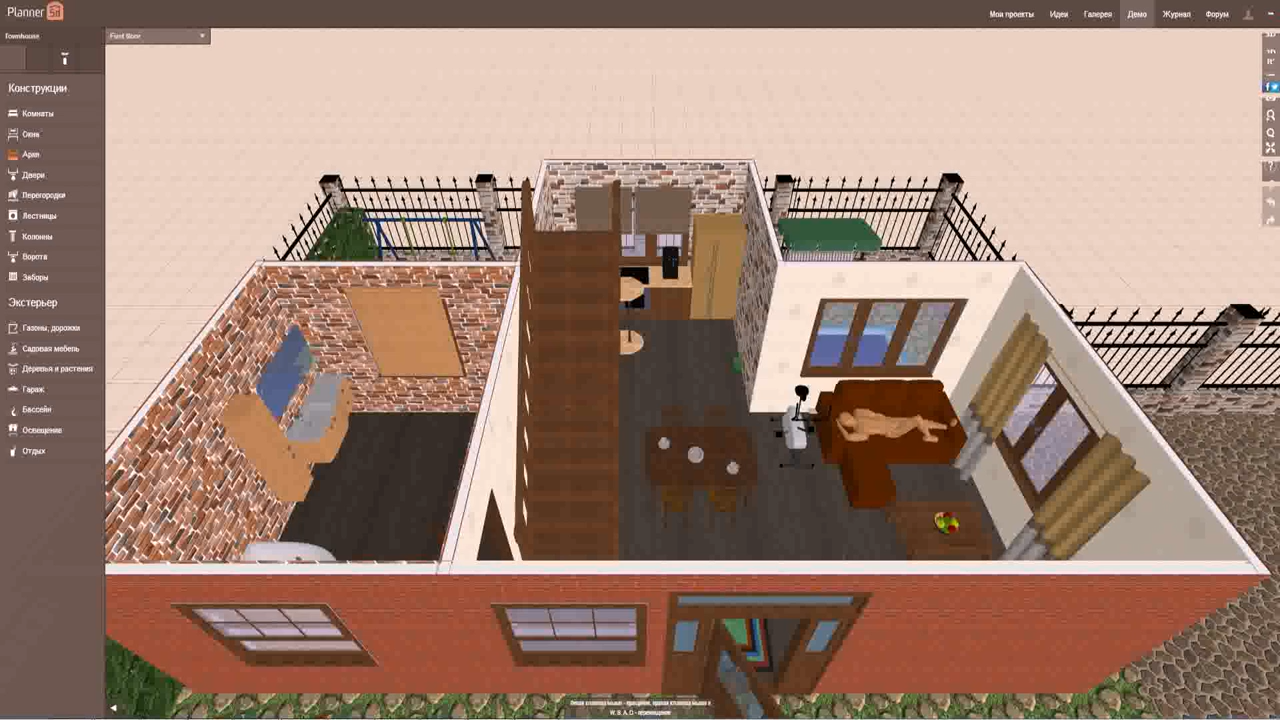 Planner 5d
Мои проекты
Идеи
Галерея
Демо
Журнал
Форум
Townhouse
First floor
Конструкции
Комнаты
Окна
Арки
Двери
Перегородки
Лестницы
Колонны
Ворота
Заборы
Экстерьер
Газоны, дорожки
Садовая мебель
Деревья и растения
Гараж
Бассейн
Освещение
Отдых